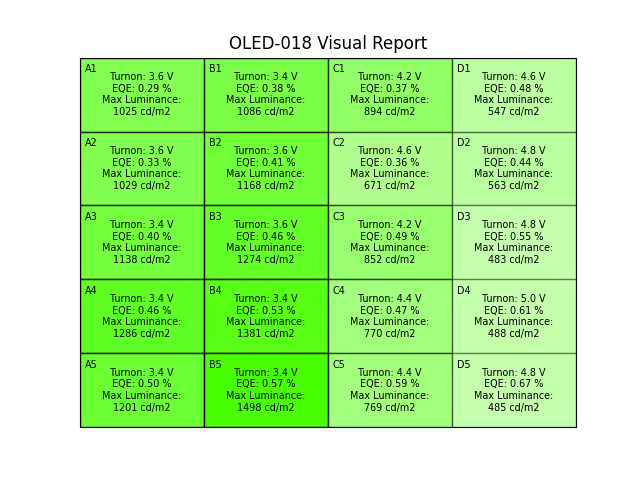 OLED-018 Visual Report
A1
Turnon: 3.6 V
EQE: 0.29 %
Max Luminance:
1025 cd/m2
B1
Turnon: 3.4 V
EQE: 0.38 %
Max Luminance:
1086 cd/m2
C1
Turnon: 4.2 V
EQE: 0.37 %
Max Luminance:
894 cd/m2
D1
Turnon: 4.6 V
EQE: 0.48 %
Max Luminance:
547 cd/m2
A2
Turnon: 3.6 V
EQE: 0.33 %
Max Luminance:
1029 cd/m2
B2
Turnon: 3.6 V
EQE: 0.41 %
Max Luminance:
1168 cd/m2
C2
Turnon: 4.6 V
EQE: 0.36 %
Max Luminance:
671 cd/m2
D2
Turnon: 4.8 V
EQE: 0.44 %
Max Luminance:
563 cd/m2
A3
Turnon: 3.4 V
EQE: 0.40 %
Max Luminance:
1138 cd/m2
B3
Turnon: 3.6 V
EQE: 0.46 %
Max Luminance:
1274 cd/m2
C3
Turnon: 4.2 V
EQE: 0.49 %
Max Luminance:
852 cd/m2
D3
Turnon: 4.8 V
EQE: 0.55 %
Max Luminance:
483 cd/m2
A4
Turnon: 3.4 V
EQE: 0.46 %
Max Luminance:
1286 cd/m2
B4
Turnon: 3.4 V
EQE: 0.53 %
Max Luminance:
1381 cd/m2
C4
Turnon: 4.4 V
EQE: 0.47 %
Max Luminance:
770 cd/m2
D4
Turnon: 5.0 V
EQE: 0.61 %
Max Luminance:
488 cd/m2
A5
Turnon: 3.4 V
EQE: 0.50 %
Max Luminance:
1201 cd/m2
B5
Turnon: 3.4 V
EQE: 0.57 %
Max Luminance:
1498 cd/m2
C5
Turnon: 4.4 V
EQE: 0.59 %
Max Luminance:
769 cd/m2
D5
Turnon: 4.8 V
EQE: 0.67 %
Max Luminance:
485 cd/m2